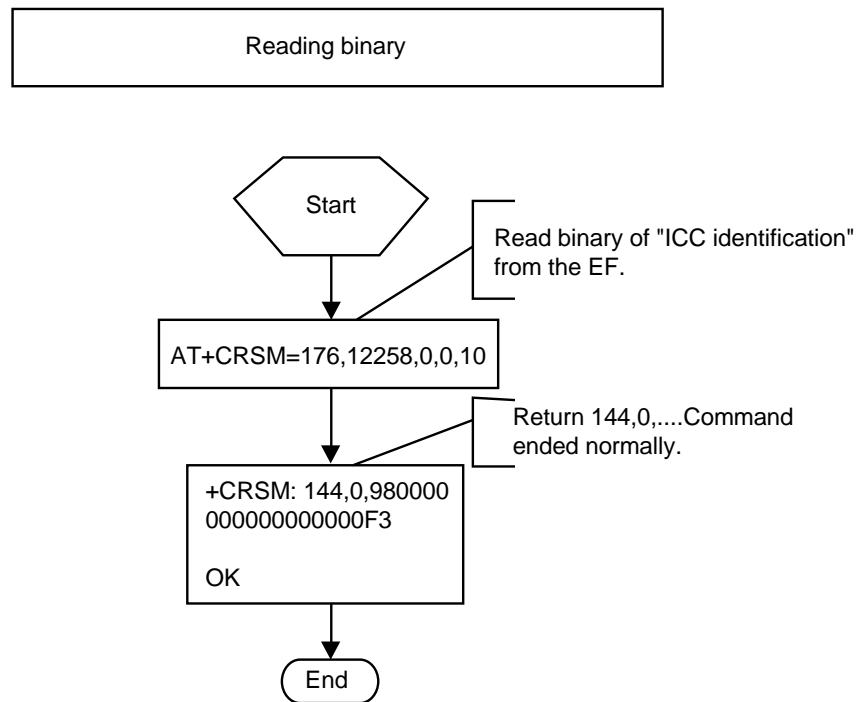 Reading binary
Start
Read binary of "ICC identification"
from the EF.
AT+CRSM=176,12258,0,0,10
Return 144,0,....Command
ended normally.
+CRSM: 144,0,980000
000000000000F3
OK
End